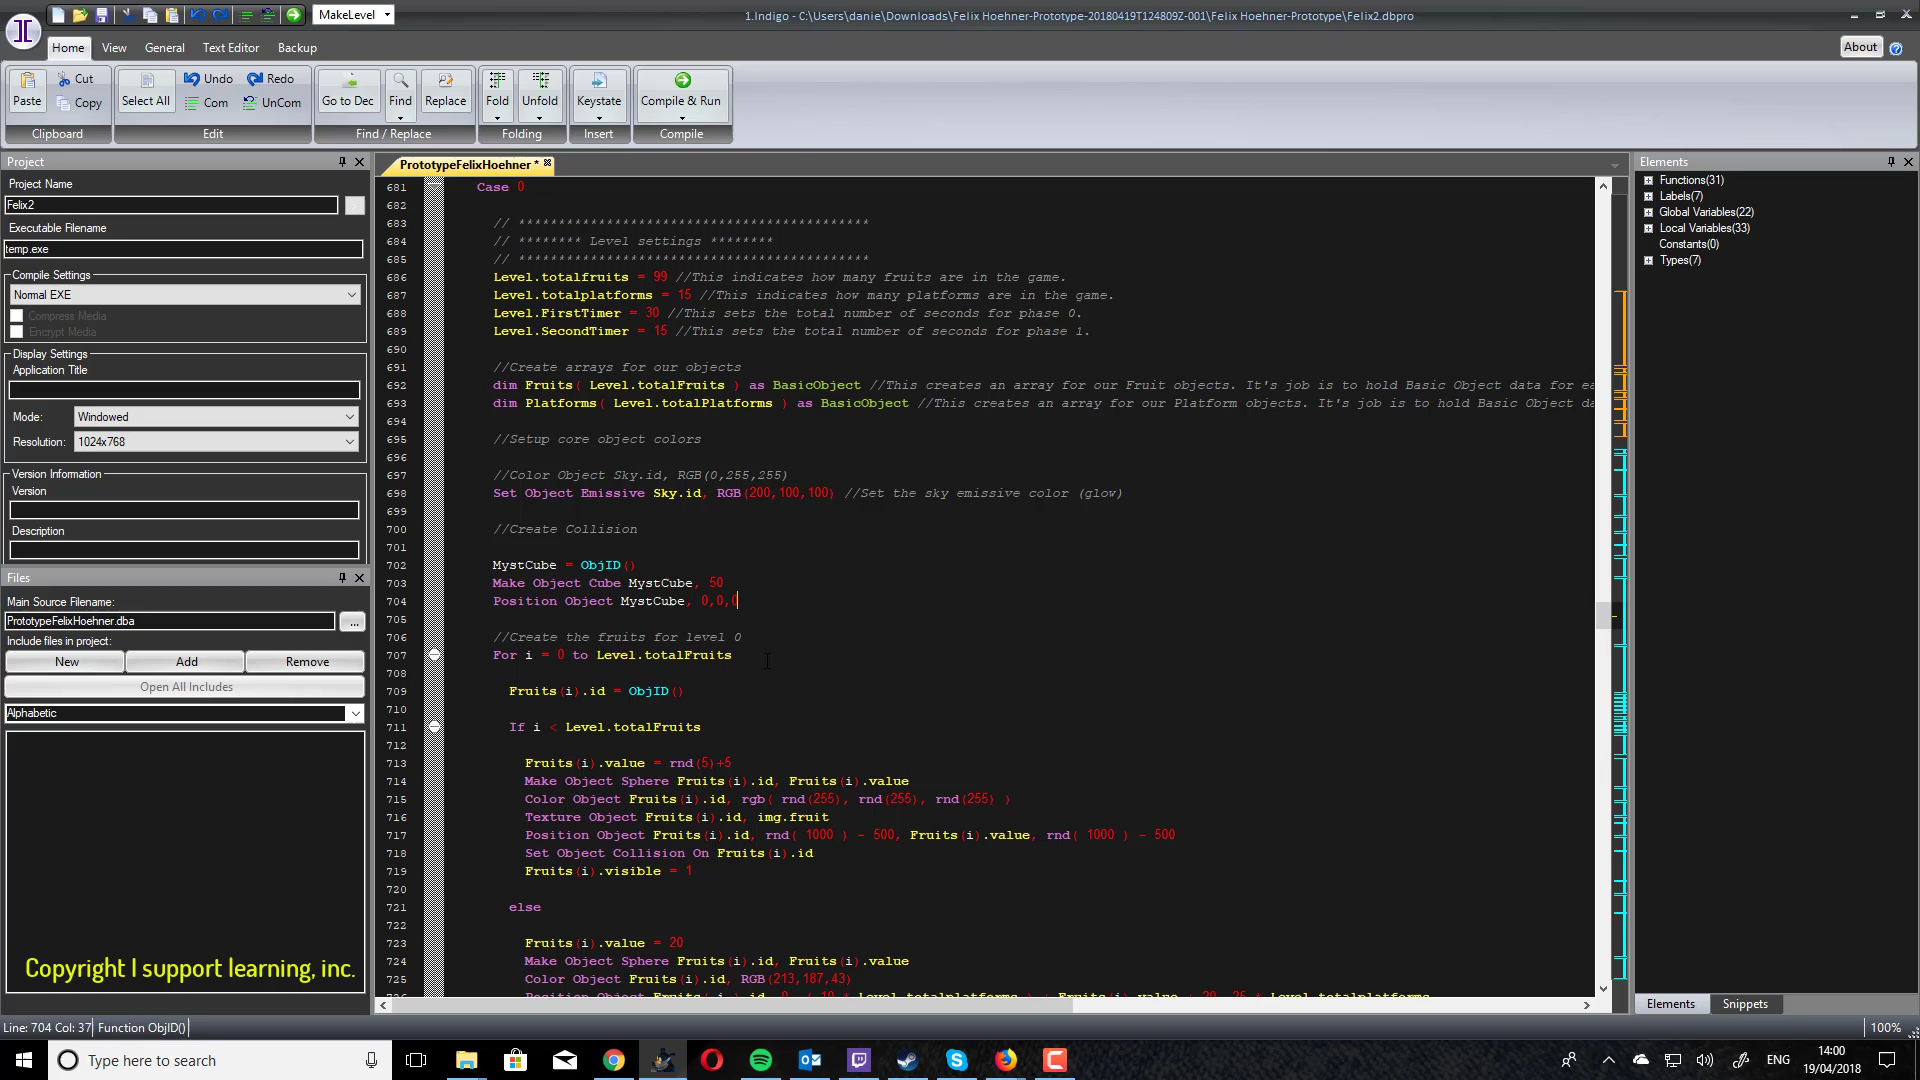 MakeLevel
1.Indigo - C:\Users\danie\Downloads\Felix Hoehner-Prototype-20180419T124809Z-001\Felix Hoehner-Prototype\Felix2.dbpro
Home View General Text Editor Backup About
Paste Cut Copy Select All Undo Redo Com UnCom Go to Dec Find Replace Fold Unfold Keystate Compile & Run
Clipboard Edit Find / Replace Folding Insert Compile
Project
Project Name
Felix2
Executable Filename
temp.exe
Compile Settings
Normal EXE
Compress Media
Encrypt Media
Display Settings
Application Title
Mode: Windowed
Resolution: 1024x768
Version Information
Version
Description
Files
Main Source Filename:
PrototypeFelixHoehner.dba ...
Include files in project:
New Add Remove
Open All Includes
Alphabetic
Copyright I support learning, inc.
PrototypeFelixHoehner *
681 Case 0
682
683 // ********************************************
684 // ******** Level settings ********
685 // ********************************************
686 Level.totalfruits = 99 //This indicates how many fruits are in the game.
687 Level.totalplatforms = 15 //This indicates how many platforms are in the game.
688 Level.FirstTimer = 30 //This sets the total number of seconds for phase 0.
689 Level.SecondTimer = 15 //This sets the total number of seconds for phase 1.
690
691 //Create arrays for our objects
692 dim Fruits( Level.totalFruits ) as BasicObject //This creates an array for our Fruit objects. It's job is to hold Basic Object data for ea
693 dim Platforms( Level.totalPlatforms ) as BasicObject //This creates an array for our Platform objects. It's job is to hold Basic Object da
694
695 //Setup core object colors
696
697 //Color Object Sky.id, RGB(0,255,255)
698 Set Object Emissive Sky.id, RGB(200,100,100) //Set the sky emissive color (glow)
699
700 //Create Collision
701
702 MystCube = ObjID()
703 Make Object Cube MystCube, 50
704 Position Object MystCube, 0,0,0
705
706 //Create the fruits for level 0
707 For i = 0 to Level.totalFruits
708
709 Fruits(i).id = ObjID()
710
711 If i < Level.totalFruits
712
713 Fruits(i).value = rnd(5)+5
714 Make Object Sphere Fruits(i).id, Fruits(i).value
715 Color Object Fruits(i).id, rgb( rnd(255), rnd(255), rnd(255) )
716 Texture Object Fruits(i).id, img.fruit
717 Position Object Fruits(i).id, rnd( 1000 ) - 500, Fruits(i).value, rnd( 1000 ) - 500
718 Set Object Collision On Fruits(i).id
719 Fruits(i).visible = 1
720
721 else
722
723 Fruits(i).value = 20
724 Make Object Sphere Fruits(i).id, Fruits(i).value
725 Color Object Fruits(i).id, RGB(213,187,43)
Elements
Functions(31)
Labels(7)
Global Variables(22)
Local Variables(33)
Constants(0)
Types(7)
Elements Snippets
Line: 704 Col: 37 Function ObjID() 100%
Type here to search
ENG
14:00
19/04/2018